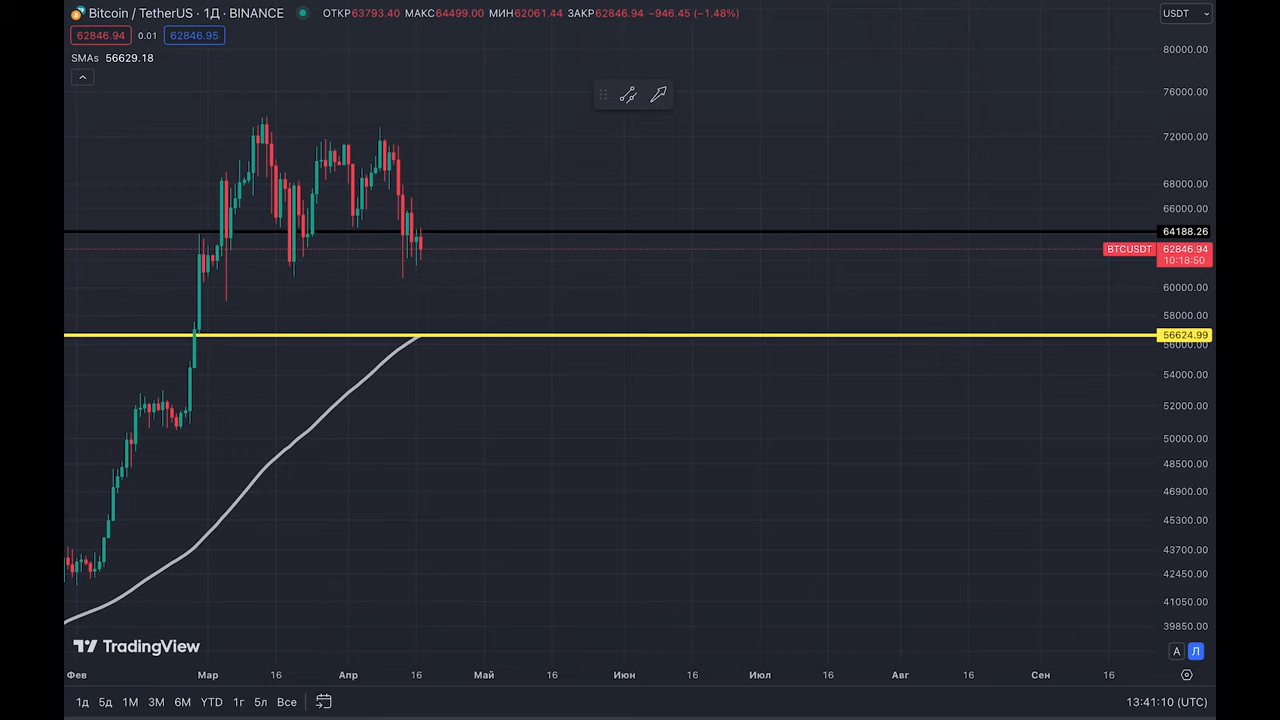 Bitcoin / TetherUS · 1Д · BINANCE ОТКР63793.40 МАКС64499.00 МИН62061.44 ЗАКР62846.94 −946.45 (−1.48%) USDT
62846.94 0.01 62846.95
SMAs 56629.18
80000.00
76000.00
72000.00
68000.00
66000.00
64188.26
BTCUSDT 62846.94
10:18:50
60000.00
58000.00
56624.99
56000.00
54000.00
52000.00
50000.00
48500.00
46900.00
45300.00
43700.00
42450.00
41050.00
39850.00
TradingView
А Л
Фев Мар 16 Апр 16 Май 16 Июн 16 Июл 16 Авг 16 Сен 16
1д 5д 1М 3М 6М YTD 1г 5л Все 13:41:10 (UTC)